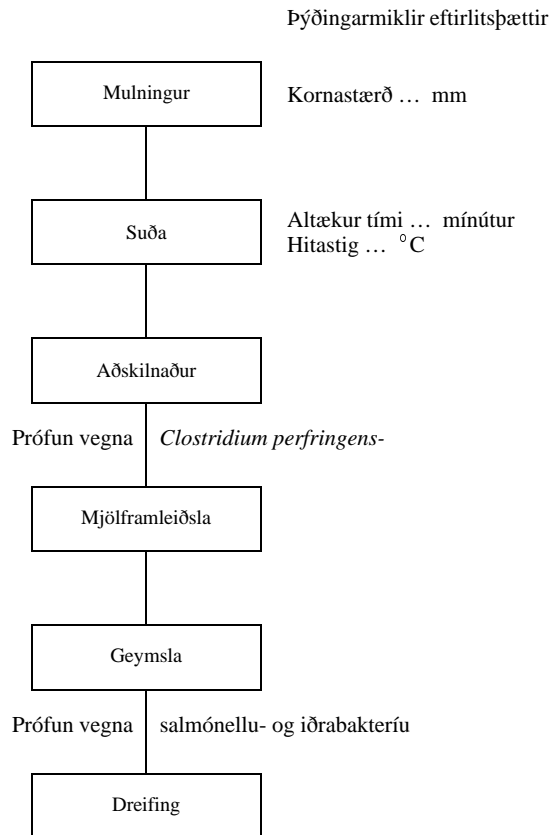 Þýðingarmiklir eftirlitsþættir
Mulningur
Kornastærð … mm
Suða
Altækur tími … mínútur
Hitastig … °C
Aðskilnaður
Prófun vegna Clostridium perfringens-
Mjölframleiðsla
Geymsla
Prófun vegna salmónellu- og iðrabakteríu
Dreifing